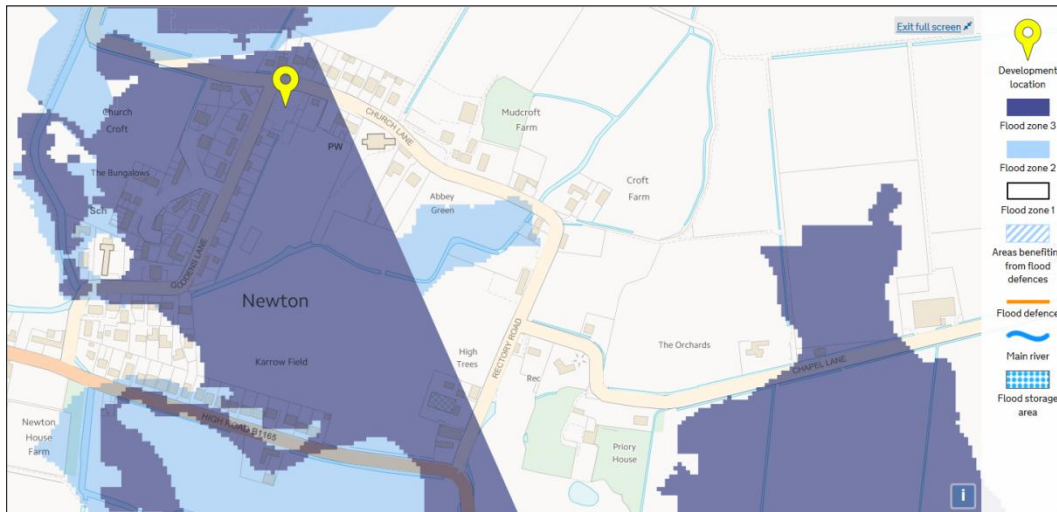 Exit full screen
Church
Croft
The Bungalows
Sch
PW
CHURCH LANE
Mudcroft
Farm
Abbey
Green
Croft
Farm
GODDENS LANE
Newton
Karrow Field
High
Trees
RECTORY ROAD
Rec
The Orchards
CHAPEL LANE
Priory
House
Newton
House
Farm
HIGH ROAD B1165
i
Development
location
Flood zone 3
Flood zone 2
Flood zone 1
Areas benefitin
from flood
defences
Flood defence
Main river
Flood storage
area